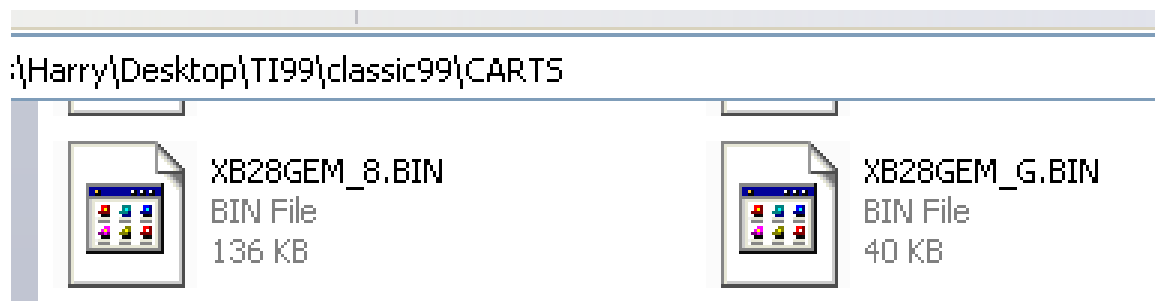 \Harry\Desktop\TI99\classic99\CARTS
XB28GEM_8.BIN
BIN File
136 KB
XB28GEM_G.BIN
BIN File
40 KB